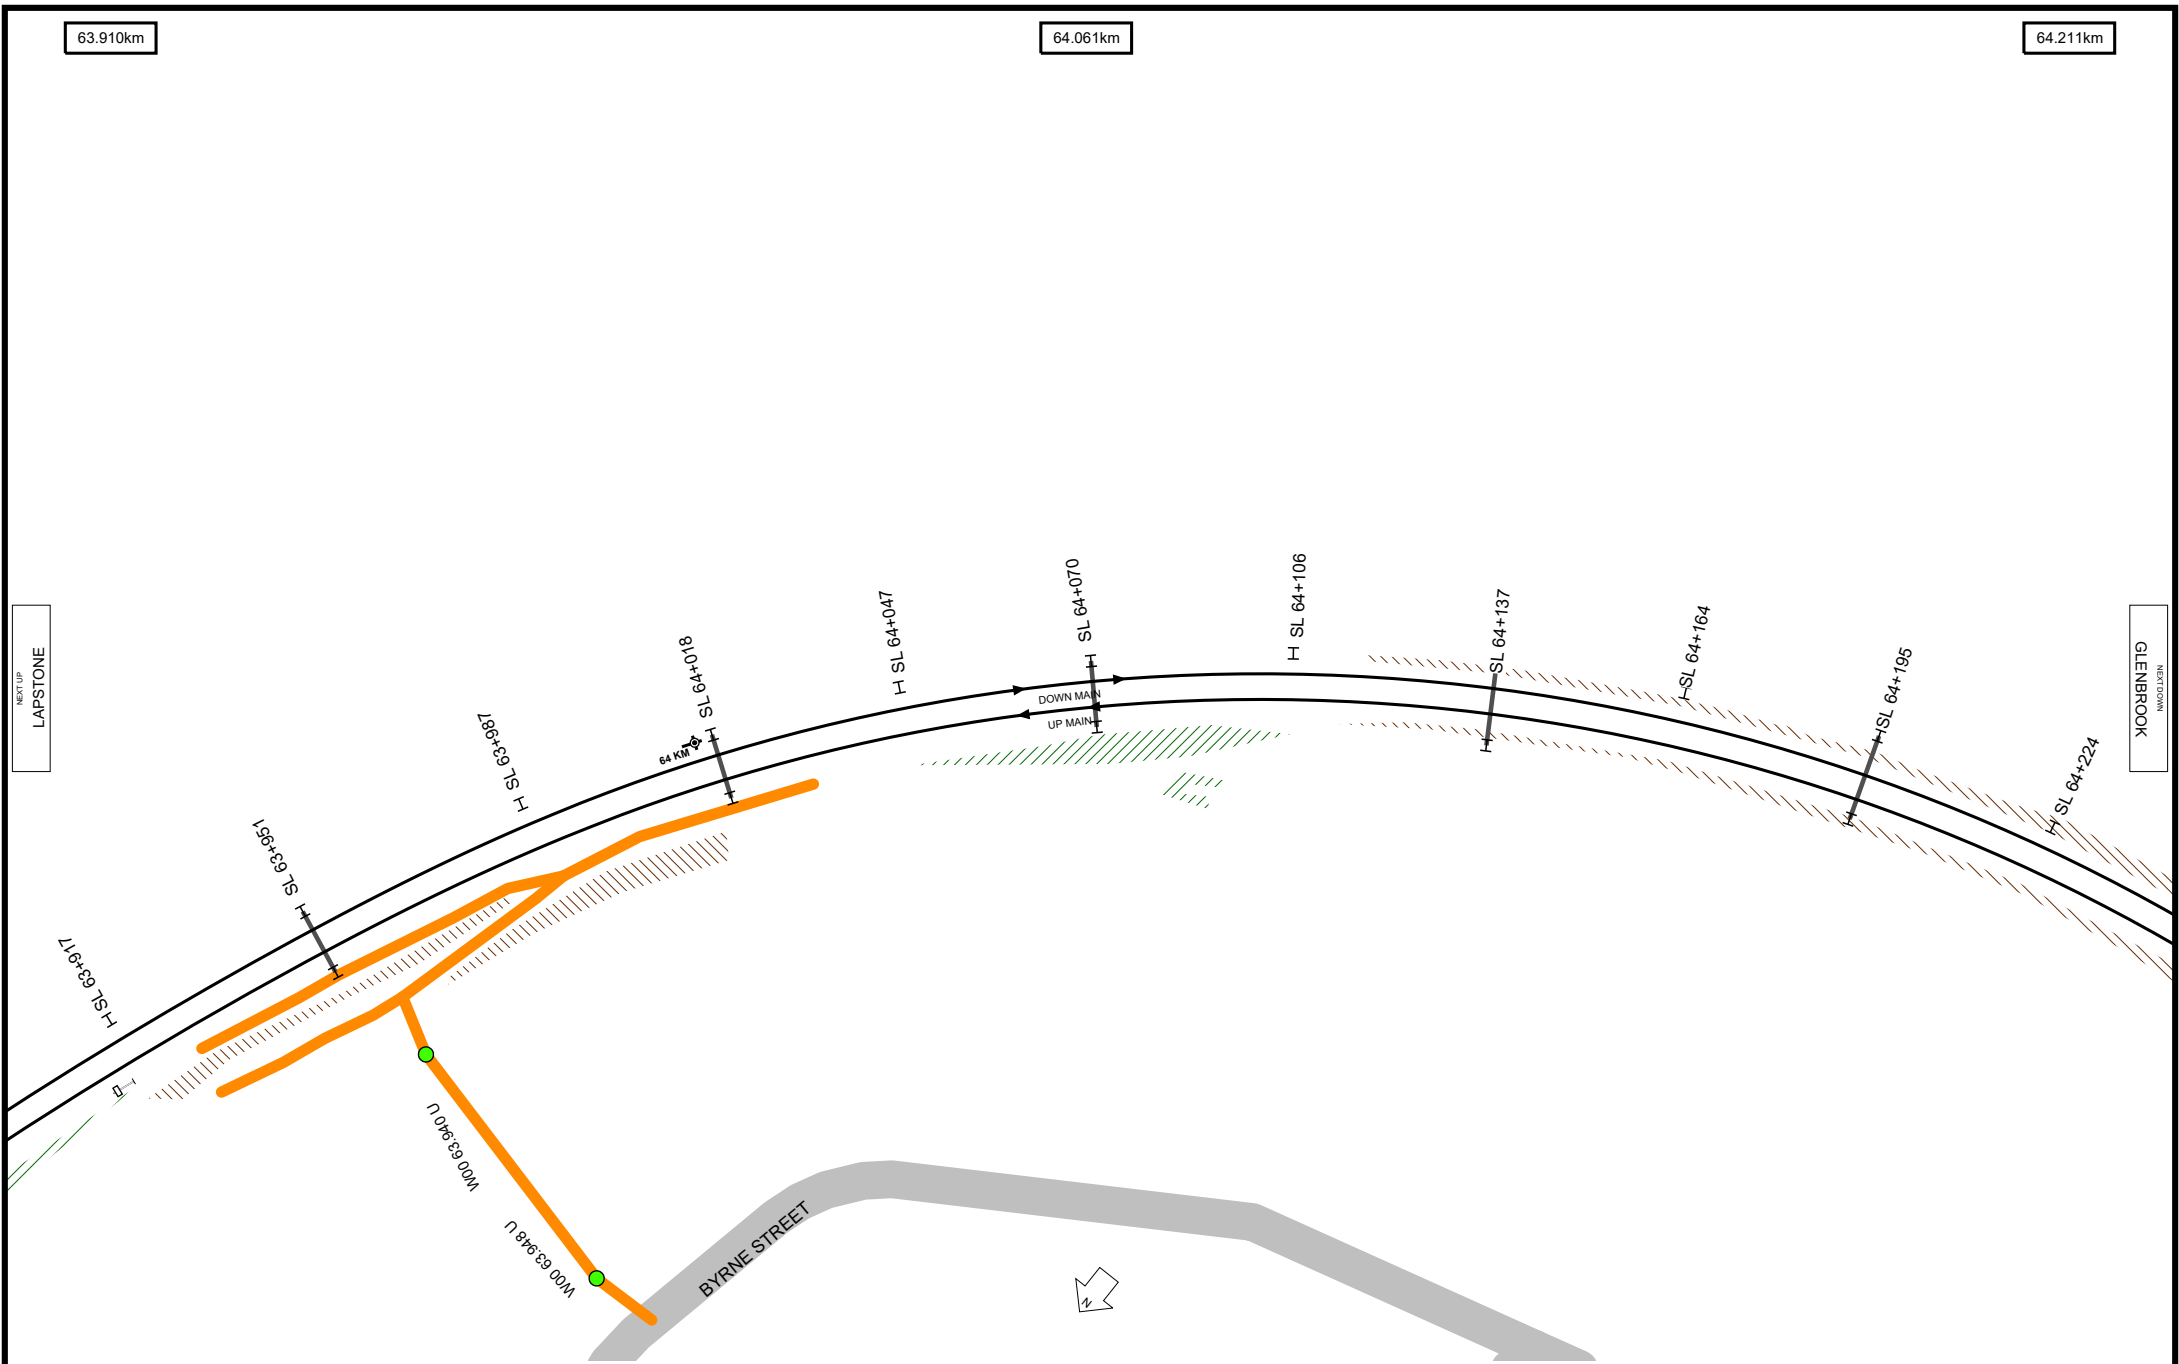 63.910km
64.061km
64.211km
SL 64+106
SL 64+070
SL 64+047
SL 64+137
SL 64+164
SL 64+018
SL 64+195
NEXT UP
LAPSTONE
GLENBROOK
NEXT DOWN
DOWN MAIN
UP MAIN
64 KM
SL 63+987
SL 64+224
SL 63+951
SL 63+917
W00 63.940 U
W00 63.948 U
BYRNE STREET
N